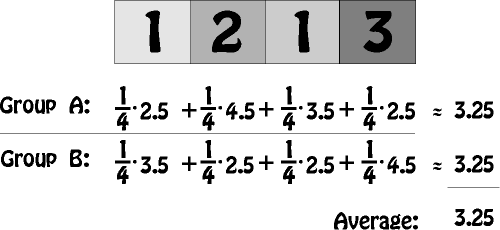 1 2 1 3
Group A: 1/4 · 2.5 + 1/4 · 4.5 + 1/4 · 3.5 + 1/4 · 2.5 ≈ 3.25
Group B: 1/4 · 3.5 + 1/4 · 2.5 + 1/4 · 2.5 + 1/4 · 4.5 ≈ 3.25
Average: 3.25